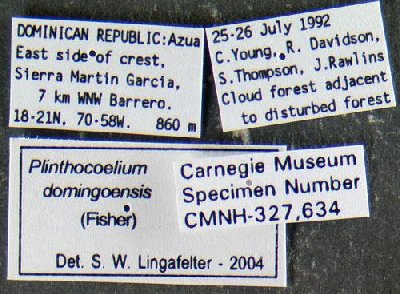 DOMINICAN REPUBLIC:Azua
East side of crest,
Sierra Martin Garcia,
7 km WNW Barrero.
18-21N. 70-58W. 860 m
25-26 July 1992
C.Young, R. Davidson,
S.Thompson, J.Rawlins
Cloud forest adjacent
to disturbed forest
Plinthocoelium
domingoensis
(Fisher)
Det. S. W. Lingafelter - 2004
Carnegie Museum
Specimen Number
CMNH-327,634